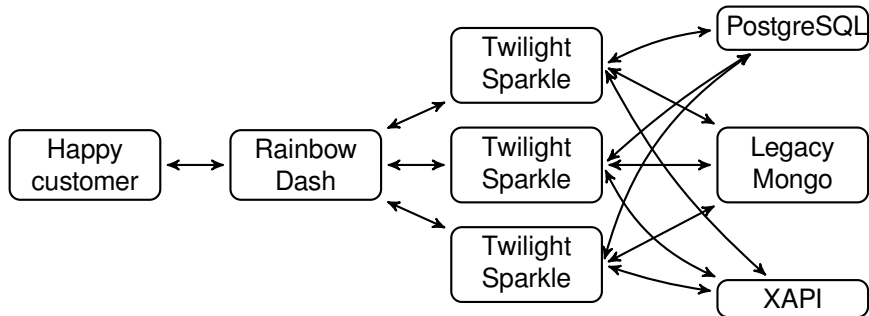 Happy
customer
Rainbow
Dash
Twilight
Sparkle
Twilight
Sparkle
Twilight
Sparkle
PostgreSQL
Legacy
Mongo
XAPI